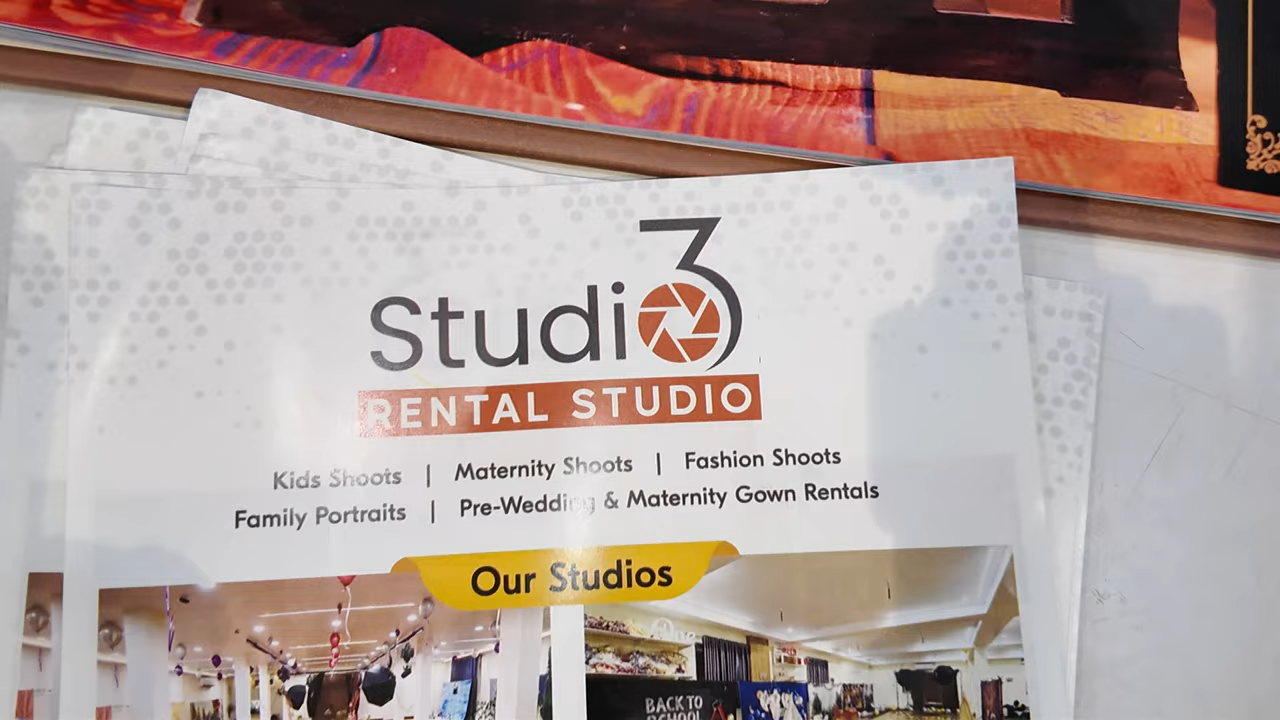 Studio3
RENTAL STUDIO
Kids Shoots | Maternity Shoots | Fashion Shoots
Family Portraits | Pre-Wedding & Maternity Gown Rentals
Our Studios
BACK TO
SCHOOL